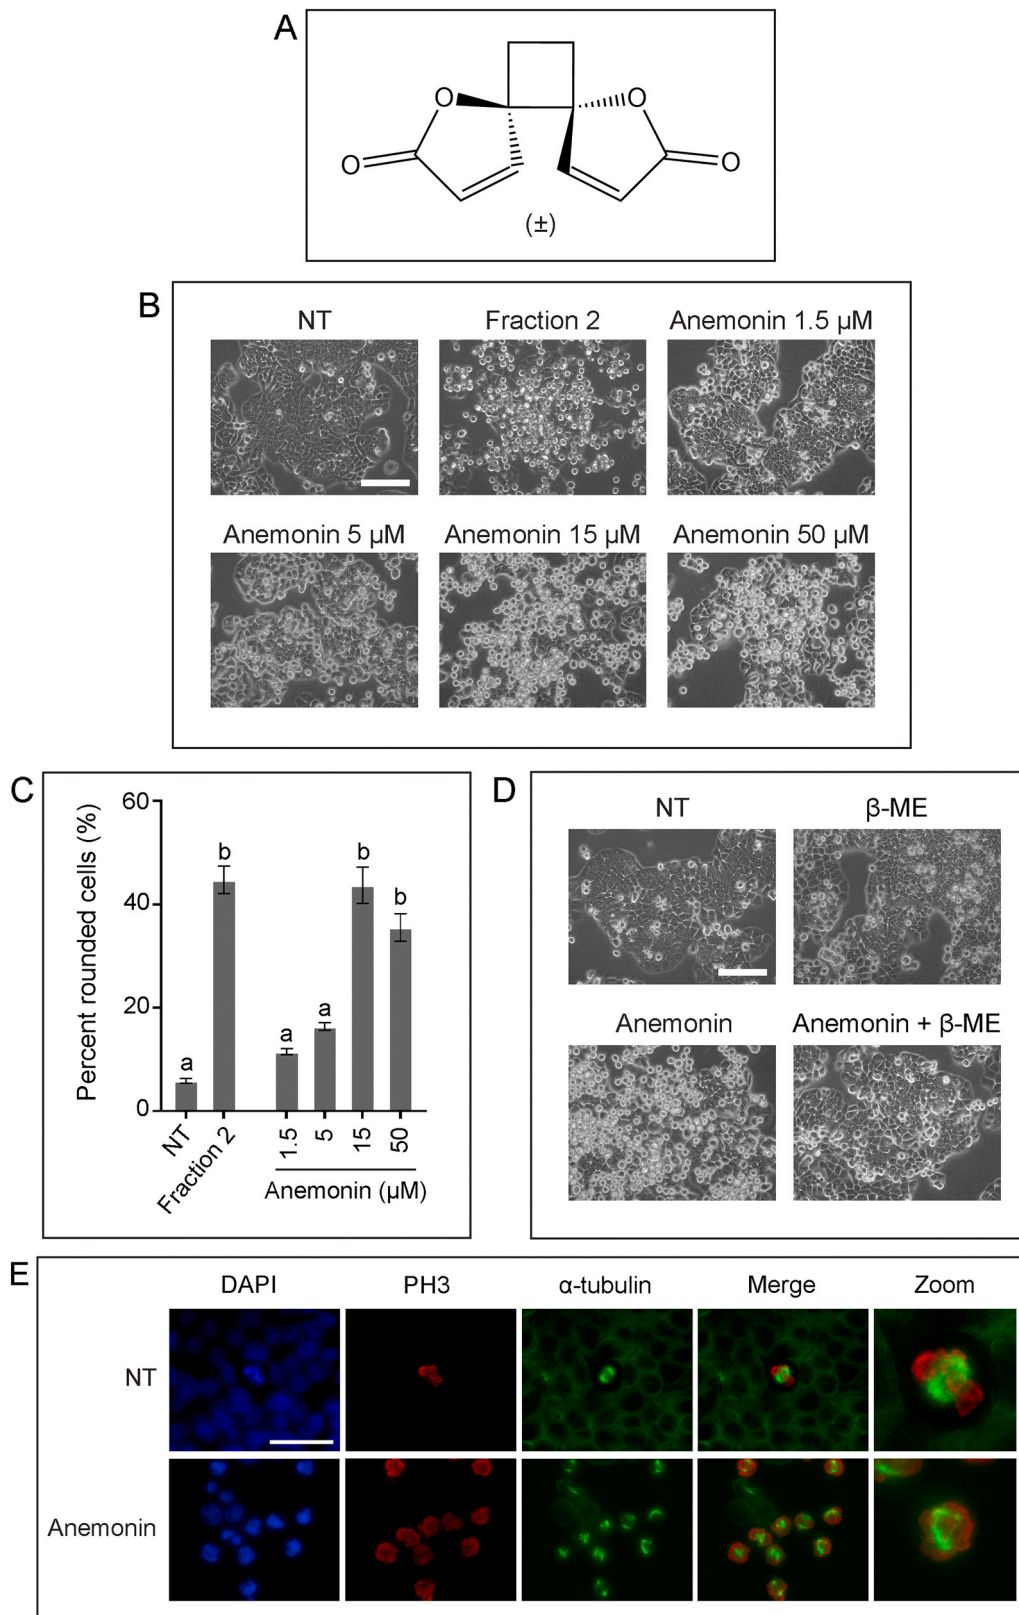 A
O
O
O
O
(±)
B
NT
Fraction 2
Anemonin 1.5 µM
Anemonin 5 µM
Anemonin 15 µM
Anemonin 50 µM
C
Percent rounded cells (%)
60
40
20
0
a
b
a
a
b
b
NT
Fraction 2
1.5
5
15
50
Anemonin (µM)
D
NT
β-ME
Anemonin
Anemonin + β-ME
E
DAPI
PH3
α-tubulin
Merge
Zoom
NT
Anemonin